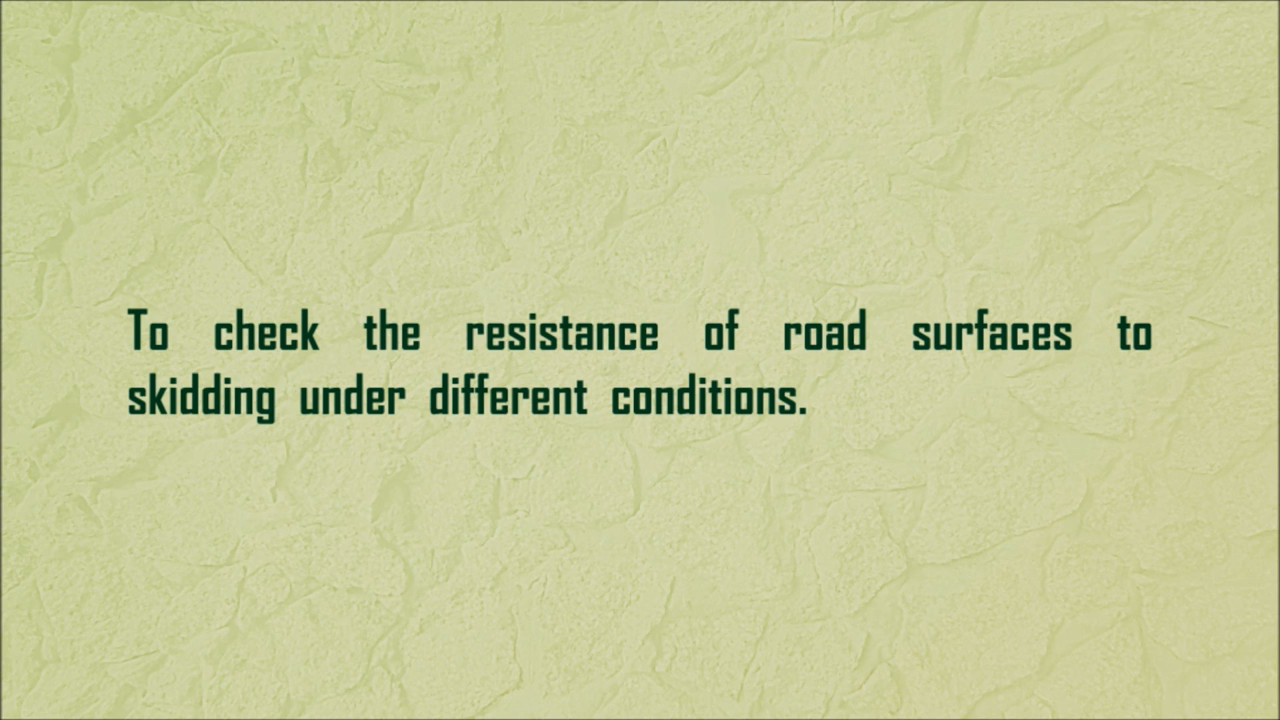 To check the resistance of road surfaces to
skidding under different conditions.